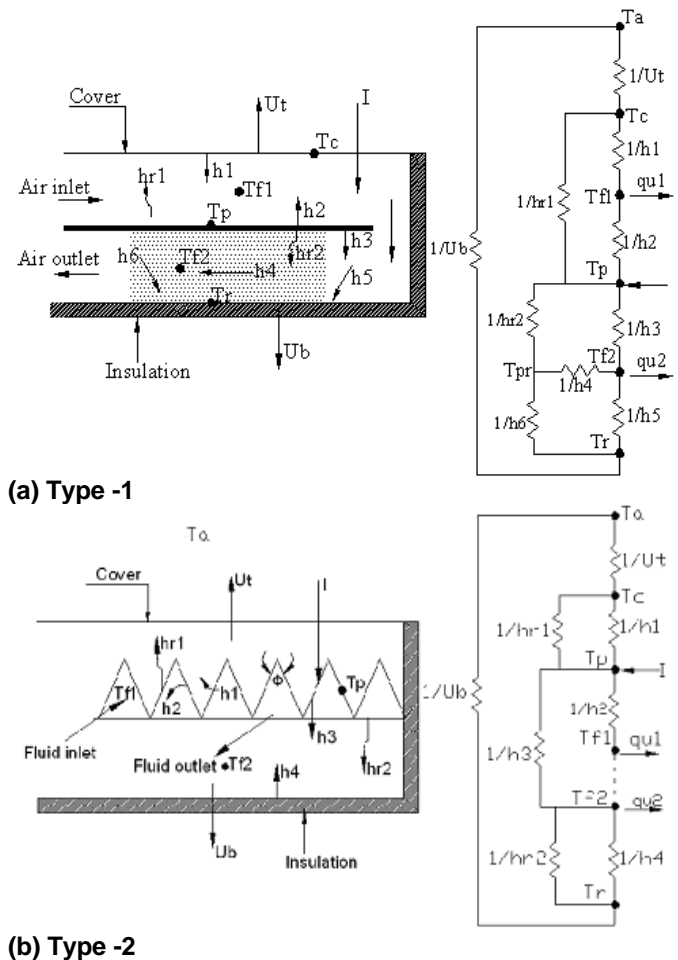 Ta
1/Ut
Cover
Ut
I
Tc
Tc
h1
1/h1
hr1
Tf1
qu1
Tf1
1/hr1
Air inlet
h2
Tp
1/h2
h3
1/Ub
Air outlet
h6
Tf2
h4
hr2
h5
Tp
1/hr2
1/h3
Tr
Tf2
Tpr
qu2
1/h4
Ub
1/h6
1/h5
Insulation
Tr
(a) Type -1
Ta
Ta
1/Ut
Cover
Ut
I
Tc
1/hr1
1/h1
hr1
Φ
Tp
Tp
I
Tf1
h2
h1
1/Ub
1/h2
h3
Tf1
qu1
Fluid inlet
1/h3
Fluid outlet
Tf2
h4
hr2
Tf2
qu2
Ub
1/hr2
1/h4
Insulation
Tr
(b) Type -2